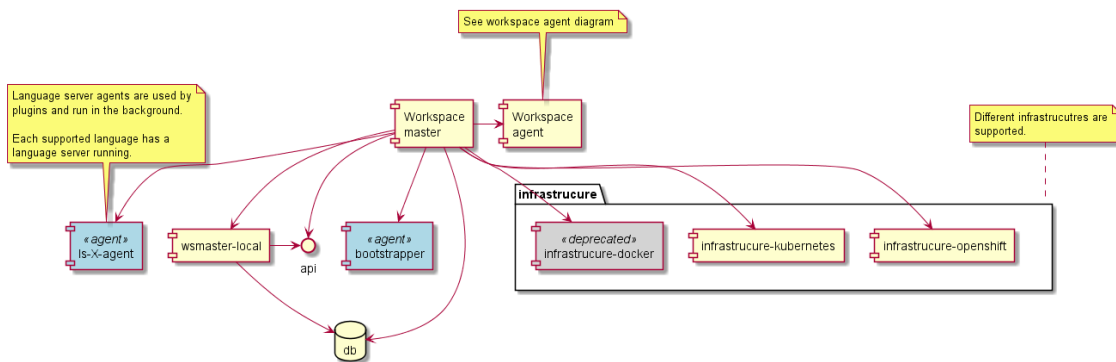 See workspace agent diagram
Language server agents are used by
plugins and run in the background.
Each supported language has a
language server running.
Workspace
master
Workspace
agent
Different infrastrucutres are
supported.
infrastrucure
«agent»
ls-X-agent
wsmaster-local
api
«agent»
bootstrapper
«deprecated»
infrastrucure-docker
infrastrucure-kubernetes
infrastrucure-openshift
db